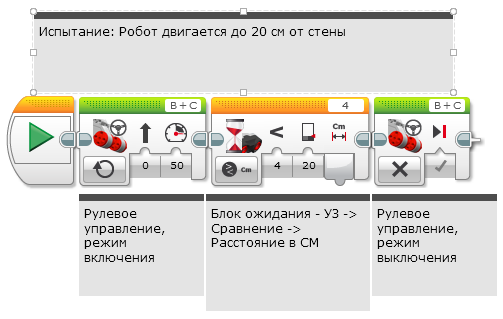 Испытание: Робот двигается до 20 см от стены
B+C
4
B+C
Cm
0
50
Cm
4
20
Рулевое
управление,
режим
включения
Блок ожидания - УЗ ->
Сравнение ->
Расстояние в СМ
Рулевое
управление,
режим
выключения